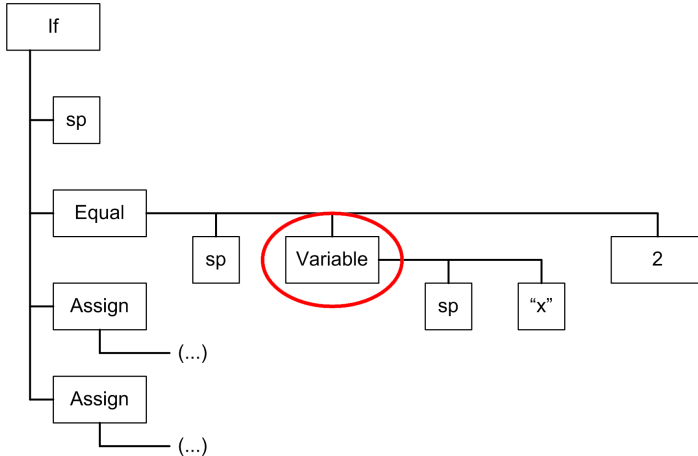 If
sp
Equal
sp
Variable
2
sp
“x”
Assign
(...)
Assign
(...)